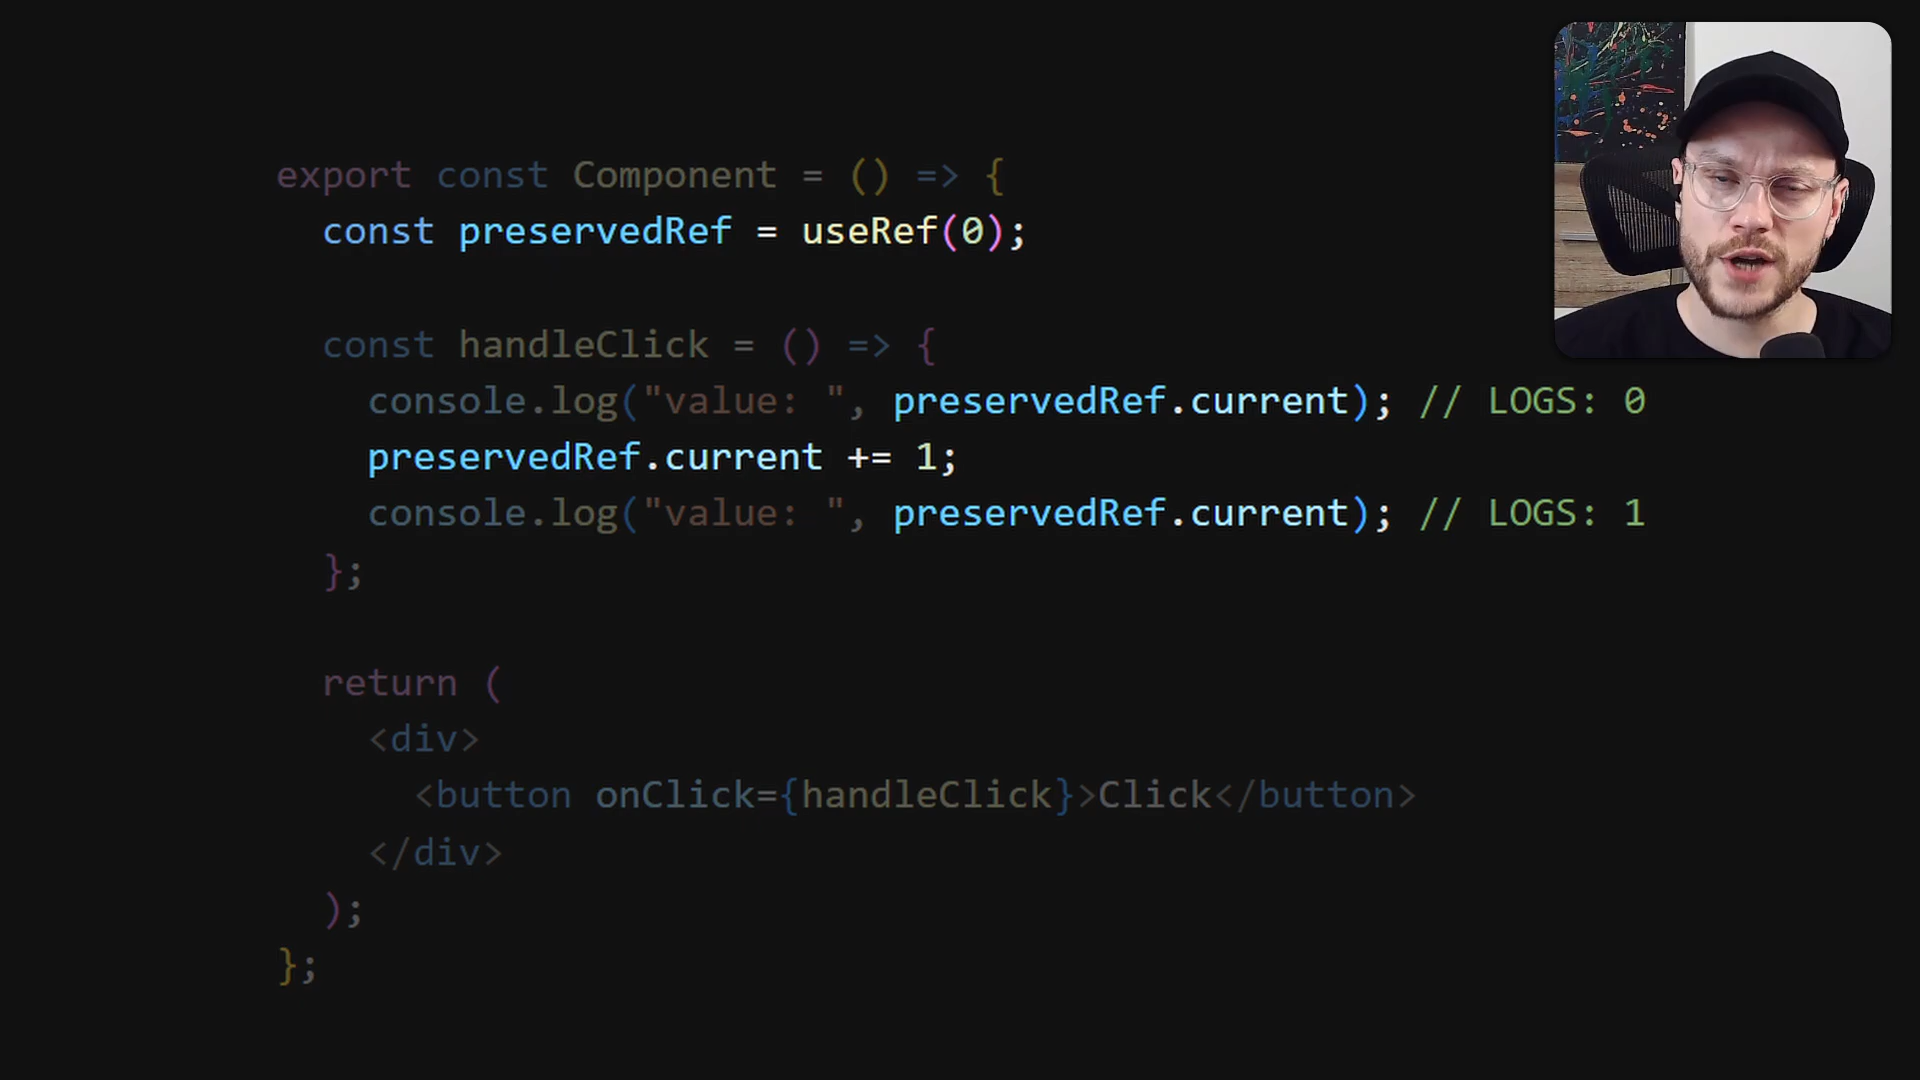 export const Component = () => {
const preservedRef = useRef(0);
const handleClick = () => {
console.log("value: ", preservedRef.current); // LOGS: 0
preservedRef.current += 1;
console.log("value: ", preservedRef.current); // LOGS: 1
};
return (
<div>
<button onClick={handleClick}>Click</button>
</div>
);
};